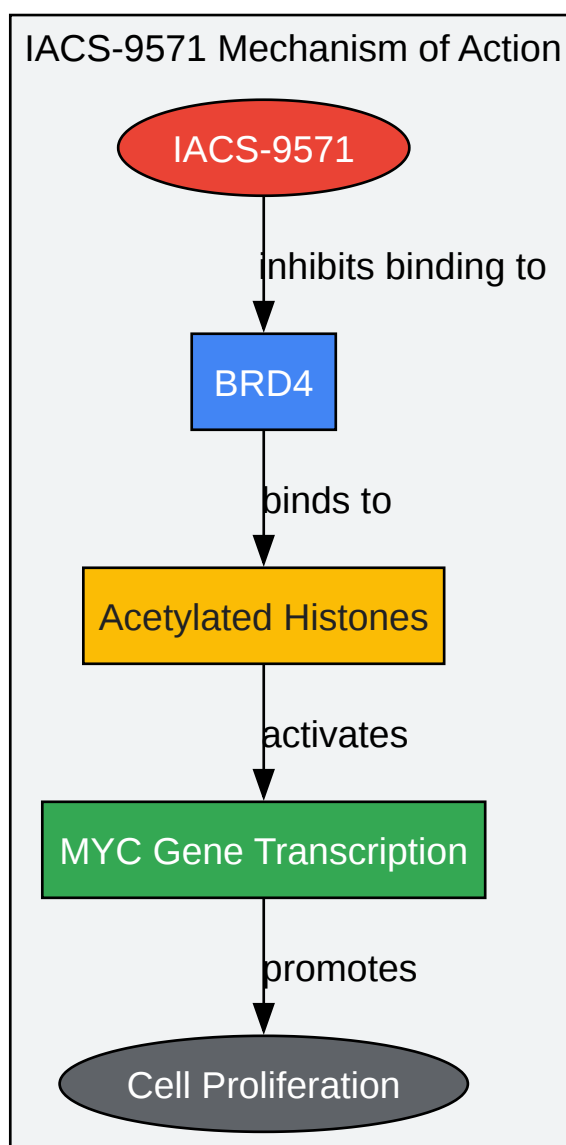 IACS-9571 Mechanism of Action
IACS-9571
inhibits binding to
BRD4
binds to
Acetylated Histones
activates
MYC Gene Transcription
promotes
Cell Proliferation